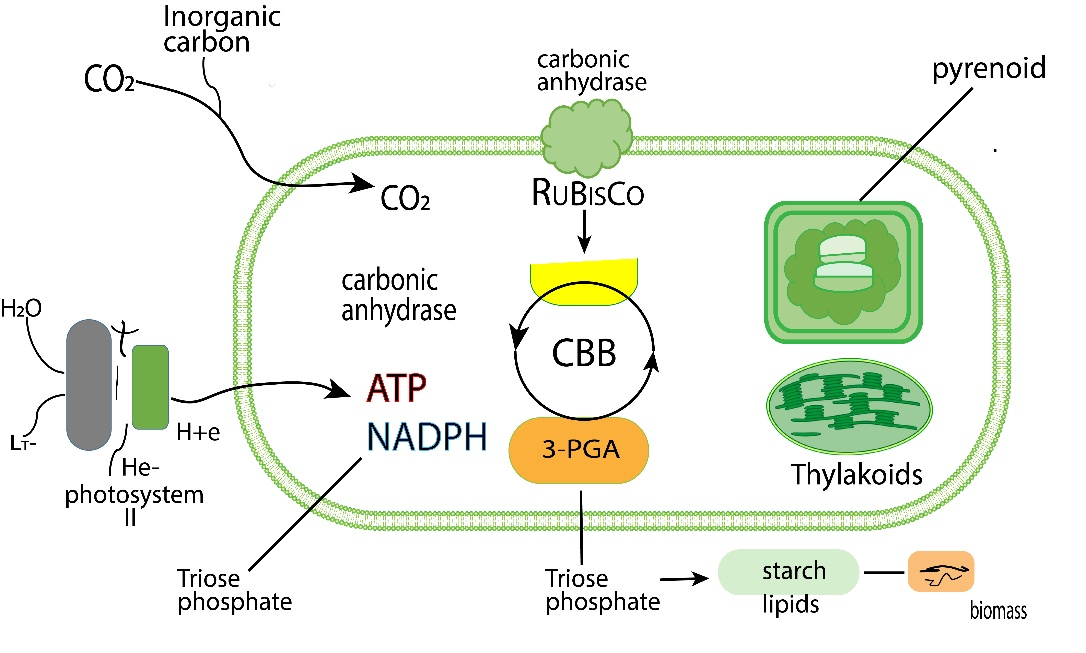 Inorganic
carbon
CO₂
carbonic
anhydrase
pyrenoid
CO₂
RuBisCo
carbonic
anhydrase
CBB
H₂O
ATP
NADPH
3-PGA
H+e
LT-
He-
photosystem
II
Thylakoids
Triose
phosphate
Triose
phosphate
starch
lipids
biomass